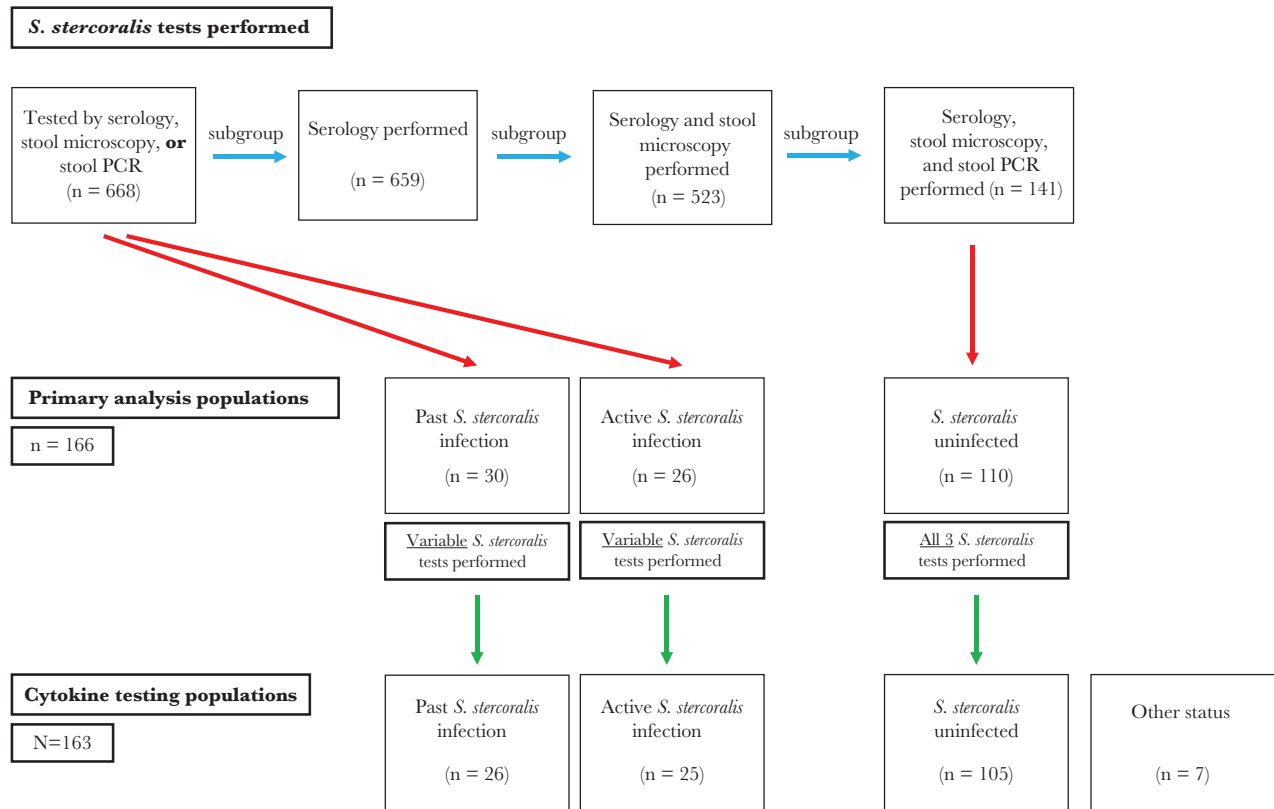 S. stercoralis tests performed
Tested by serology,
stool microscopy, or
stool PCR
(n = 668)
subgroup
Serology performed
(n = 659)
subgroup
Serology and stool
microscopy
performed
(n = 523)
subgroup
Serology,
stool microscopy,
and stool PCR
performed (n = 141)
Primary analysis populations
n = 166
Past S. stercoralis
infection
(n = 30)
Active S. stercoralis
infection
(n = 26)
S. stercoralis
uninfected
(n = 110)
Variable S. stercoralis
tests performed
Variable S. stercoralis
tests performed
All 3 S. stercoralis
tests performed
Cytokine testing populations
N=163
Past S. stercoralis
infection
(n = 26)
Active S. stercoralis
infection
(n = 25)
S. stercoralis
uninfected
(n = 105)
Other status
(n = 7)